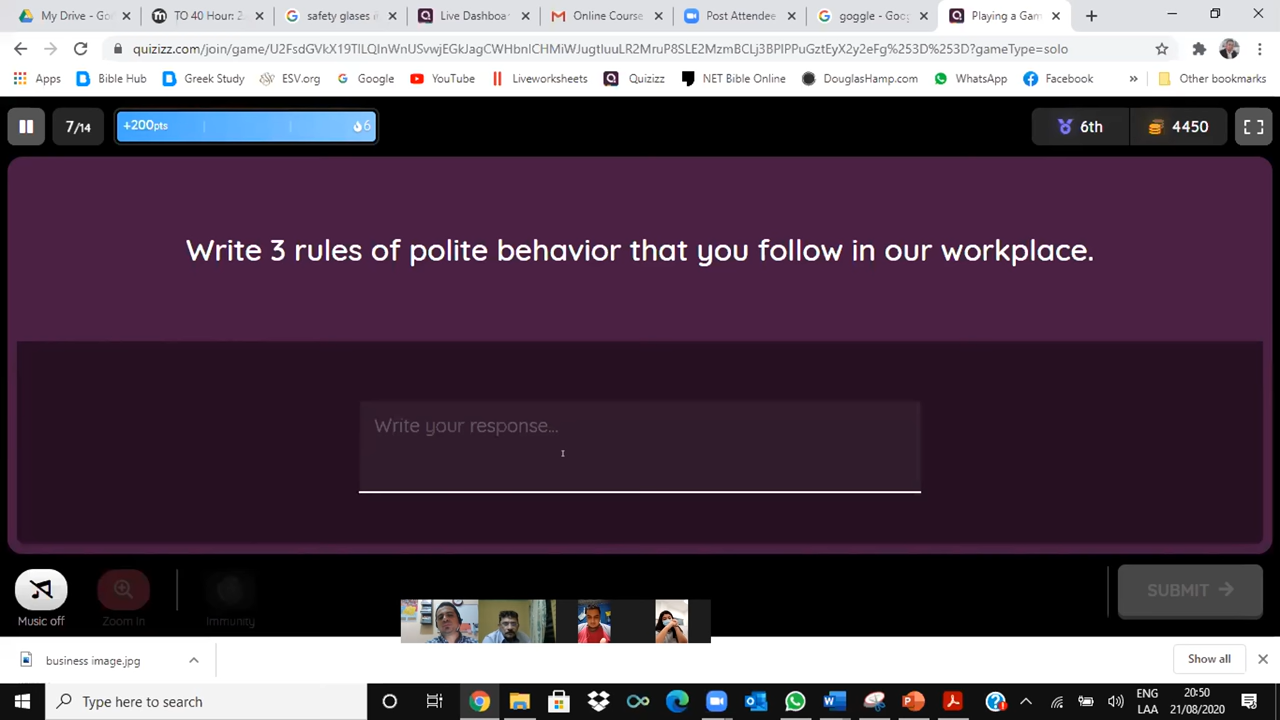 My Drive - Goo
TO 40 Hour: 2-
safety glases i
Live Dashboa
Online Course
Post Attendee
goggle - Goog
Playing a Gam
quizizz.com/join/game/U2FsdGVkX19TlLQInWnUSvwjEGkJagCWHbnlCHMiWJugtIuuLR2MruP8SLE2MzmBCLj3BPlPPuGztEyX2y2eFg%253D%253D?gameType=solo
Apps
Bible Hub
Greek Study
ESV.org
Google
YouTube
Liveworksheets
Quizizz
NET Bible Online
DouglasHamp.com
WhatsApp
Facebook
»
Other bookmarks
7/14
+200pts
6
6th
4450
Write 3 rules of polite behavior that you follow in our workplace.
Write your response...
SUBMIT
Music off
Zoom In
Immunity
business image.jpg
Show all
Type here to search
ENG
LAA
20:50
21/08/2020